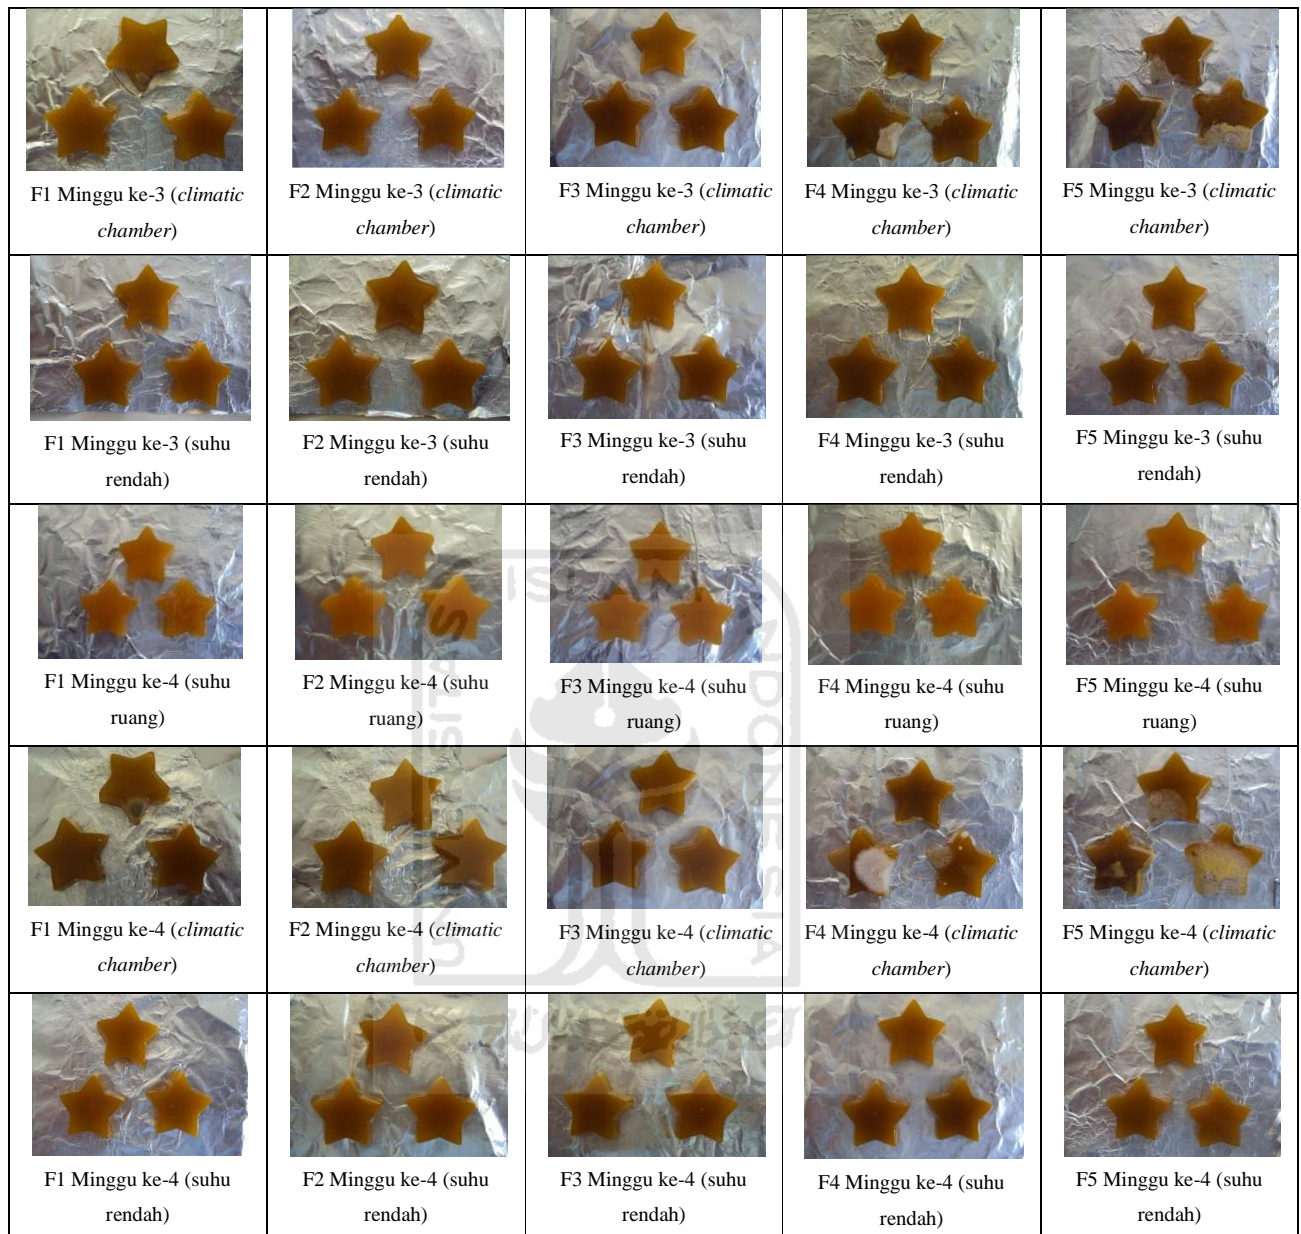 F1 Minggu ke-3 (climatic
chamber)
F2 Minggu ke-3 (climatic
chamber)
F3 Minggu ke-3 (climatic
chamber)
F4 Minggu ke-3 (climatic
chamber)
F5 Minggu ke-3 (climatic
chamber)
F1 Minggu ke-3 (suhu
rendah)
F2 Minggu ke-3 (suhu
rendah)
F3 Minggu ke-3 (suhu
rendah)
F4 Minggu ke-3 (suhu
rendah)
F5 Minggu ke-3 (suhu
rendah)
F1 Minggu ke-4 (suhu
ruang)
F2 Minggu ke-4 (suhu
ruang)
F3 Minggu ke-4 (suhu
ruang)
F4 Minggu ke-4 (suhu
ruang)
F5 Minggu ke-4 (suhu
ruang)
F1 Minggu ke-4 (climatic
chamber)
F2 Minggu ke-4 (climatic
chamber)
F3 Minggu ke-4 (climatic
chamber)
F4 Minggu ke-4 (climatic
chamber)
F5 Minggu ke-4 (climatic
chamber)
F1 Minggu ke-4 (suhu
rendah)
F2 Minggu ke-4 (suhu
rendah)
F3 Minggu ke-4 (suhu
rendah)
F4 Minggu ke-4 (suhu
rendah)
F5 Minggu ke-4 (suhu
rendah)